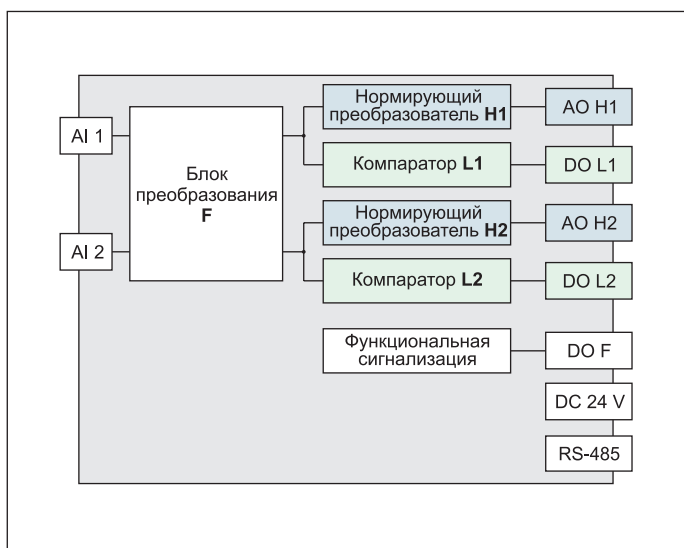 AI 1
AI 2
Блок
преобразования
F
Нормирующий
преобразователь H1
AO H1
Компаратор L1
DO L1
Нормирующий
преобразователь H2
AO H2
Компаратор L2
DO L2
Функциональная
сигнализация
DO F
DC 24 V
RS-485